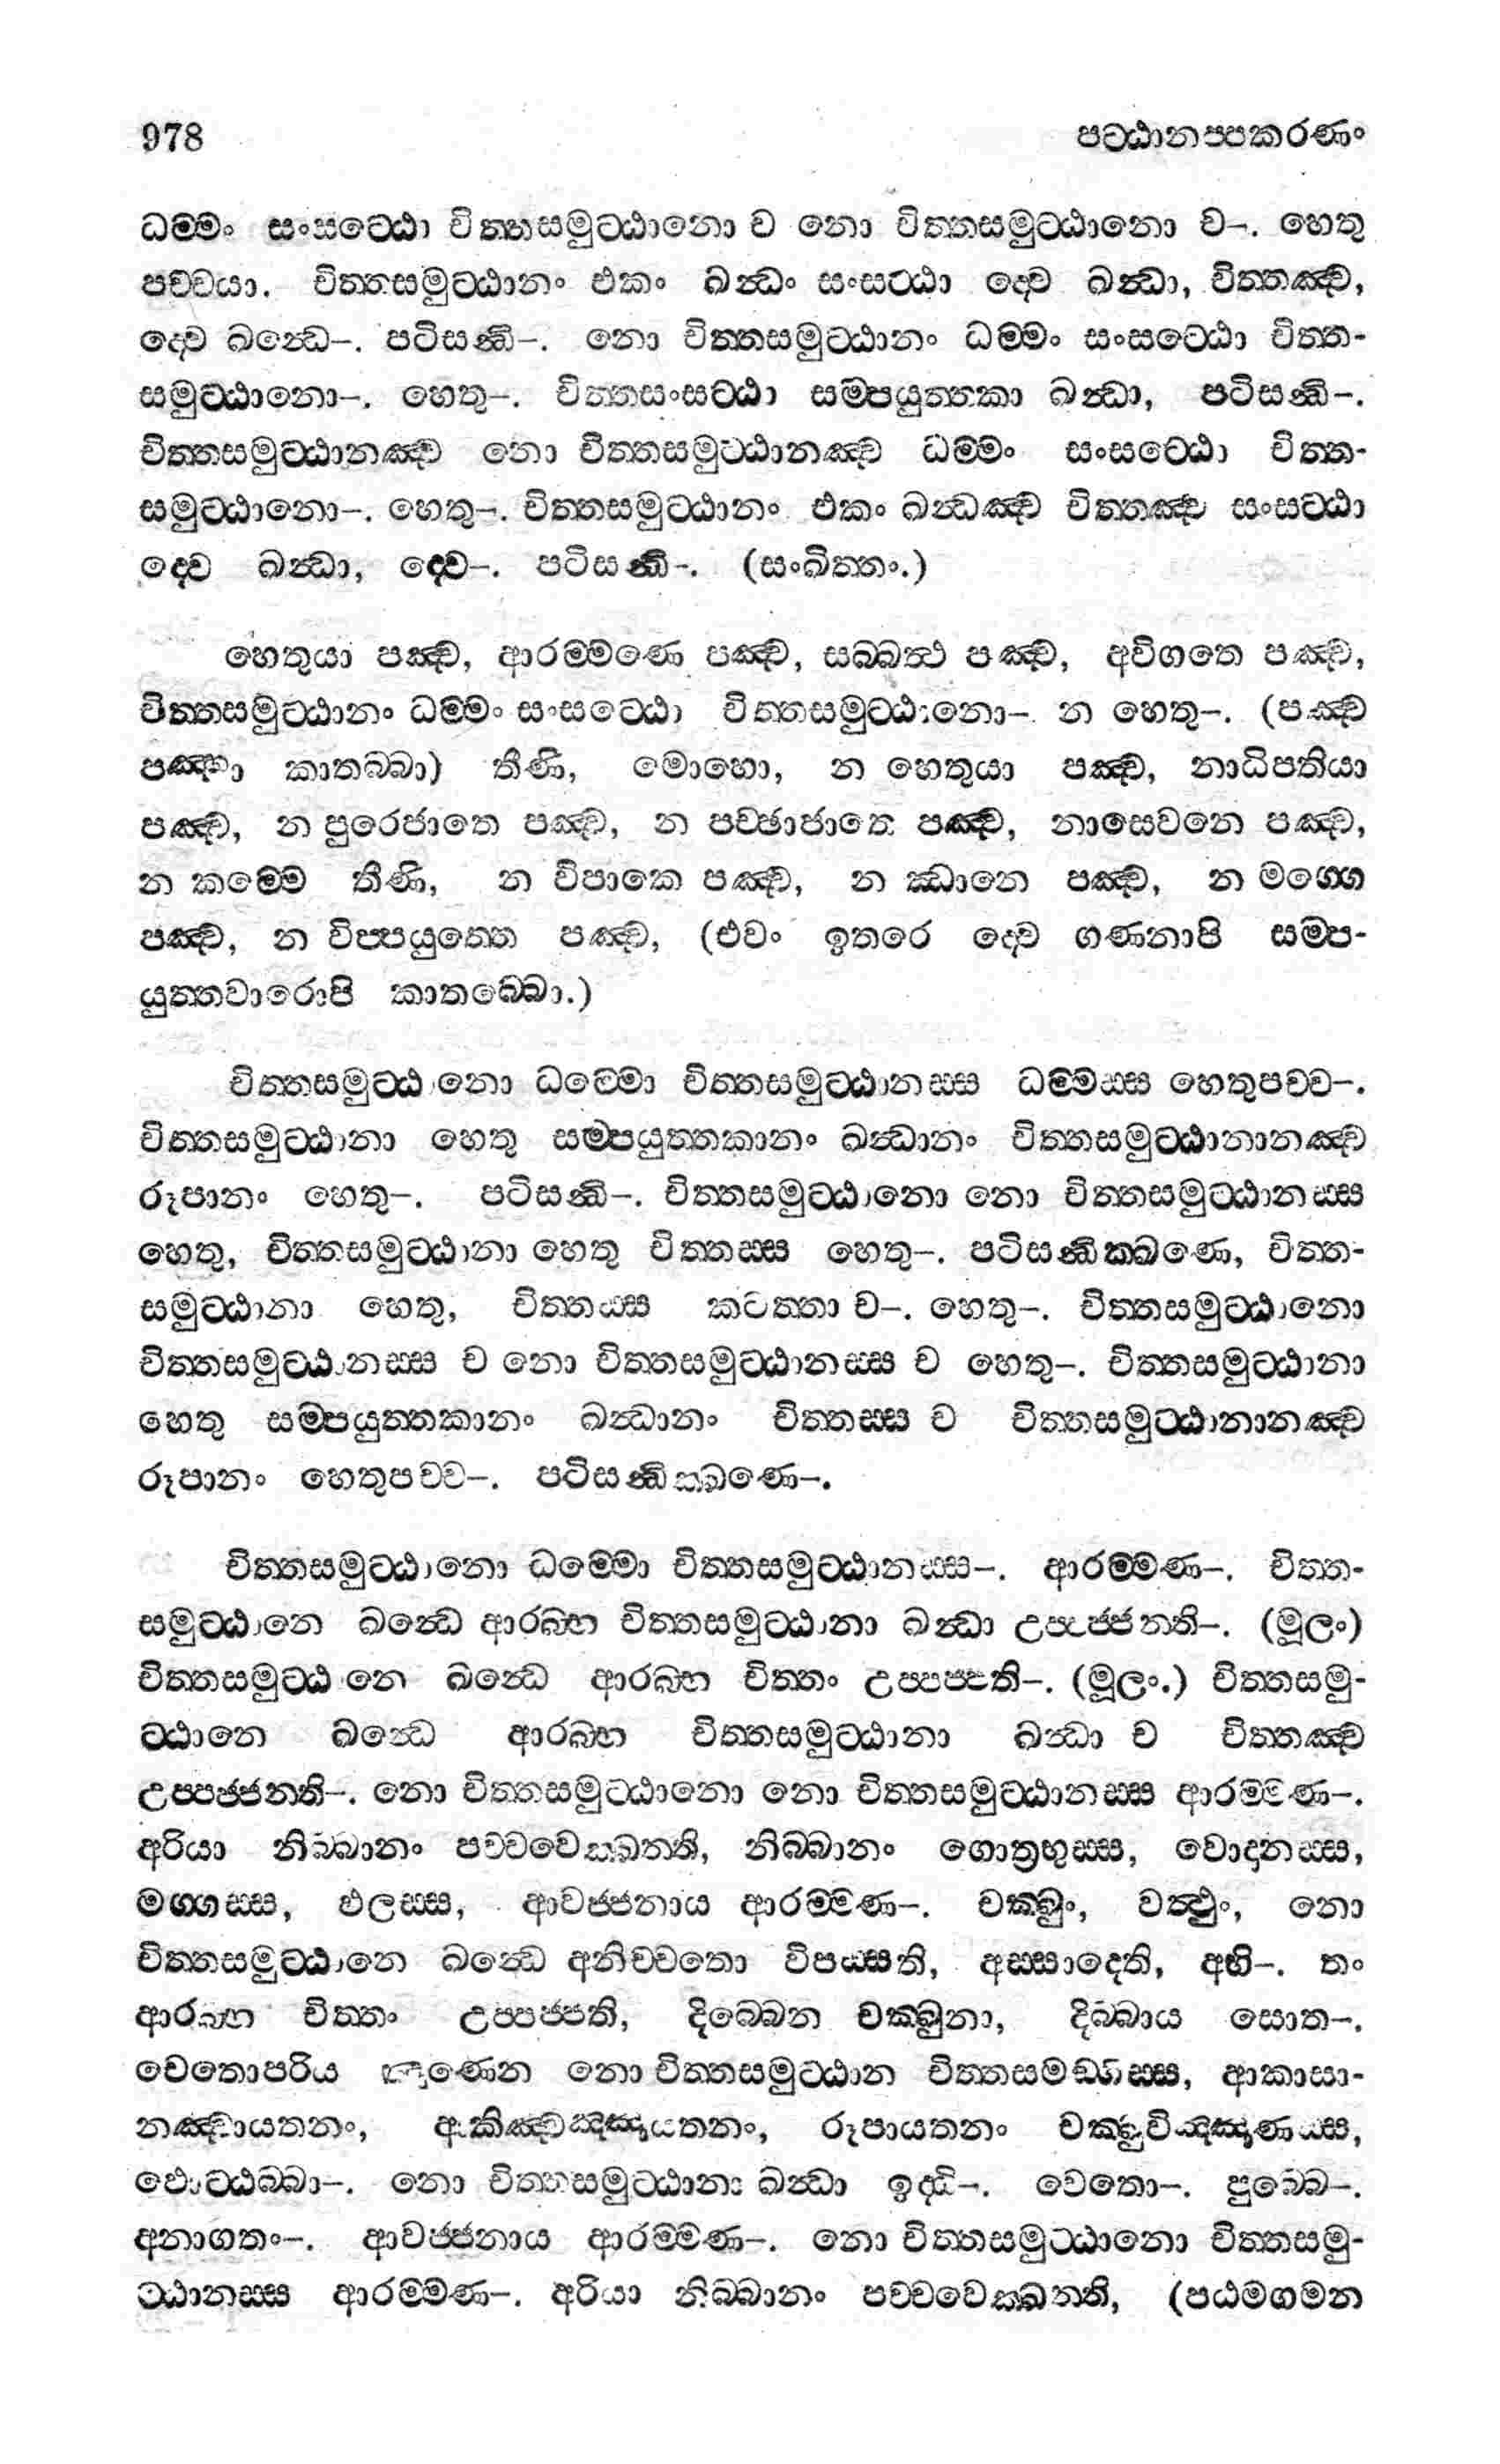 978 පට්ඨානප්පකරණං
ධම්මං සංසට්ඨො චිත්තසමුට්ඨානො ච නො චිත්තසමුට්ඨානො ච–. හෙතු
පච්චයා. චිත්තසමුට්ඨානං එකං ඛන්ධං සංසට්ඨා ද්වෙ ඛන්ධා, චිත්තඤ්ච,
ද්වෙ ඛන්ධෙ–. පටිසන්ධි–. නො චිත්තසමුට්ඨානං ධම්මං සංසට්ඨො චිත්ත-
සමුට්ඨානො–. හෙතු–. චිත්තසංසට්ඨා සම්පයුත්තකා ඛන්ධා, පටිසන්ධි–.
චිත්තසමුට්ඨානඤ්ච නො චිත්තසමුට්ඨානඤ්ච ධම්මං සංසට්ඨො චිත්ත-
සමුට්ඨානො–. හෙතු–. චිත්තසමුට්ඨානං එකං ඛන්ධඤ්ච චිත්තඤ්ච සංසට්ඨා
ද්වෙ ඛන්ධා, ද්වෙ–. පටිසන්ධි–. (සංඛිත්තං.)
හෙතුයා පඤ්ච, ආරම්මණෙ පඤ්ච, සබ්බත්ථ පඤ්ච, අවිගතෙ පඤ්ච,
චිත්තසමුට්ඨානං ධම්මං සංසට්ඨො චිත්තසමුට්ඨානො– න හෙතු–. (පඤ්ච
පඤ්හා කාතබ්බා) තීණි, මොහො, න හෙතුයා පඤ්ච, නාධිපතියා
පඤ්ච, න පුරෙජාතෙ පඤ්ච, න පච්ඡාජාතෙ පඤ්ච, නාසෙවනෙ පඤ්ච,
න කම්මෙ තීණි, න විපාකෙ පඤ්ච, න ඣානෙ පඤ්ච, න මග්ගෙ
පඤ්ච, න විප්පයුත්තෙ පඤ්ච, (එවං ඉතරෙ ද්වෙ ගණනාපි සම්ප-
යුත්තවාරොපි කාතබ්බො.)
චිත්තසමුට්ඨානො ධම්මො චිත්තසමුට්ඨානස්ස ධම්මස්ස හෙතුපච්ච–.
චිත්තසමුට්ඨානා හෙතු සම්පයුත්තකානං ඛන්ධානං චිත්තසමුට්ඨානානඤ්ච
රූපානං හෙතු–. පටිසන්ධි–. චිත්තසමුට්ඨානො නො චිත්තසමුට්ඨානස්ස
හෙතු, චිත්තසමුට්ඨානා හෙතු චිත්තස්ස හෙතු–. පටිසන්ධික්ඛණෙ, චිත්ත-
සමුට්ඨානා හෙතු, චිත්තස්ස කටත්තා ච–. හෙතු–. චිත්තසමුට්ඨානො
චිත්තසමුට්ඨානස්ස ච නො චිත්තසමුට්ඨානස්ස ච හෙතු–. චිත්තසමුට්ඨානා
හෙතු සම්පයුත්තකානං ඛන්ධානං චිත්තස්ස ච චිත්තසමුට්ඨානානඤ්ච
රූපානං හෙතුපච්ච–. පටිසන්ධික්ඛණෙ–.
චිත්තසමුට්ඨානො ධම්මො චිත්තසමුට්ඨානස්ස–. ආරම්මණ–. චිත්ත-
සමුට්ඨානෙ ඛන්ධෙ ආරබ්භ චිත්තසමුට්ඨානා ඛන්ධා උප්පජ්ජන්ති–. (මූලං)
චිත්තසමුට්ඨානෙ ඛන්ධෙ ආරබ්භ චිත්තං උප්පජ්ජති–. (මූලං.) චිත්තසමු-
ට්ඨානෙ ඛන්ධෙ ආරබ්භ චිත්තසමුට්ඨානා ඛන්ධා ච චිත්තඤ්ච
උප්පජ්ජන්ති–. නො චිත්තසමුට්ඨානො නො චිත්තසමුට්ඨානස්ස ආරම්මණ–.
අරියා නිබ්බානං පච්චවෙක්ඛන්ති, නිබ්බානං ගොත්‍රභුස්ස, වොදානස්ස,
මග්ගස්ස, ඵලස්ස, ආවජ්ජනාය ආරම්මණ–. චක්ඛුං, වත්ථුං, නො
චිත්තසමුට්ඨානෙ ඛන්ධෙ අනිච්චතො විපස්සති, අස්සාදෙති, අභි–. තං
ආරබ්භ චිත්තං උප්පජ්ජති, දිබ්බෙන චක්ඛුනා, දිබ්බාය සොත–.
චෙතොපරිය ඤාණෙන නො චිත්තසමුට්ඨාන චිත්තසමඞ්ගිස්ස, ආකාසා-
නඤ්චායතනං, ආකිඤ්චඤ්ඤායතනං, රූපායතනං චක්ඛුවිඤ්ඤාණස්ස,
ඵොට්ඨබ්බා–. නො චිත්තසමුට්ඨානා ඛන්ධා ඉද්ධි–. චෙතො–. පුබ්බෙ–.
අනාගතං–. ආවජ්ජනාය ආරම්මණ–. නො චිත්තසමුට්ඨානො චිත්තසමු-
ට්ඨානස්ස ආරම්මණ–. අරියා නිබ්බානං පච්චවෙක්ඛන්ති, (පඨමගමන